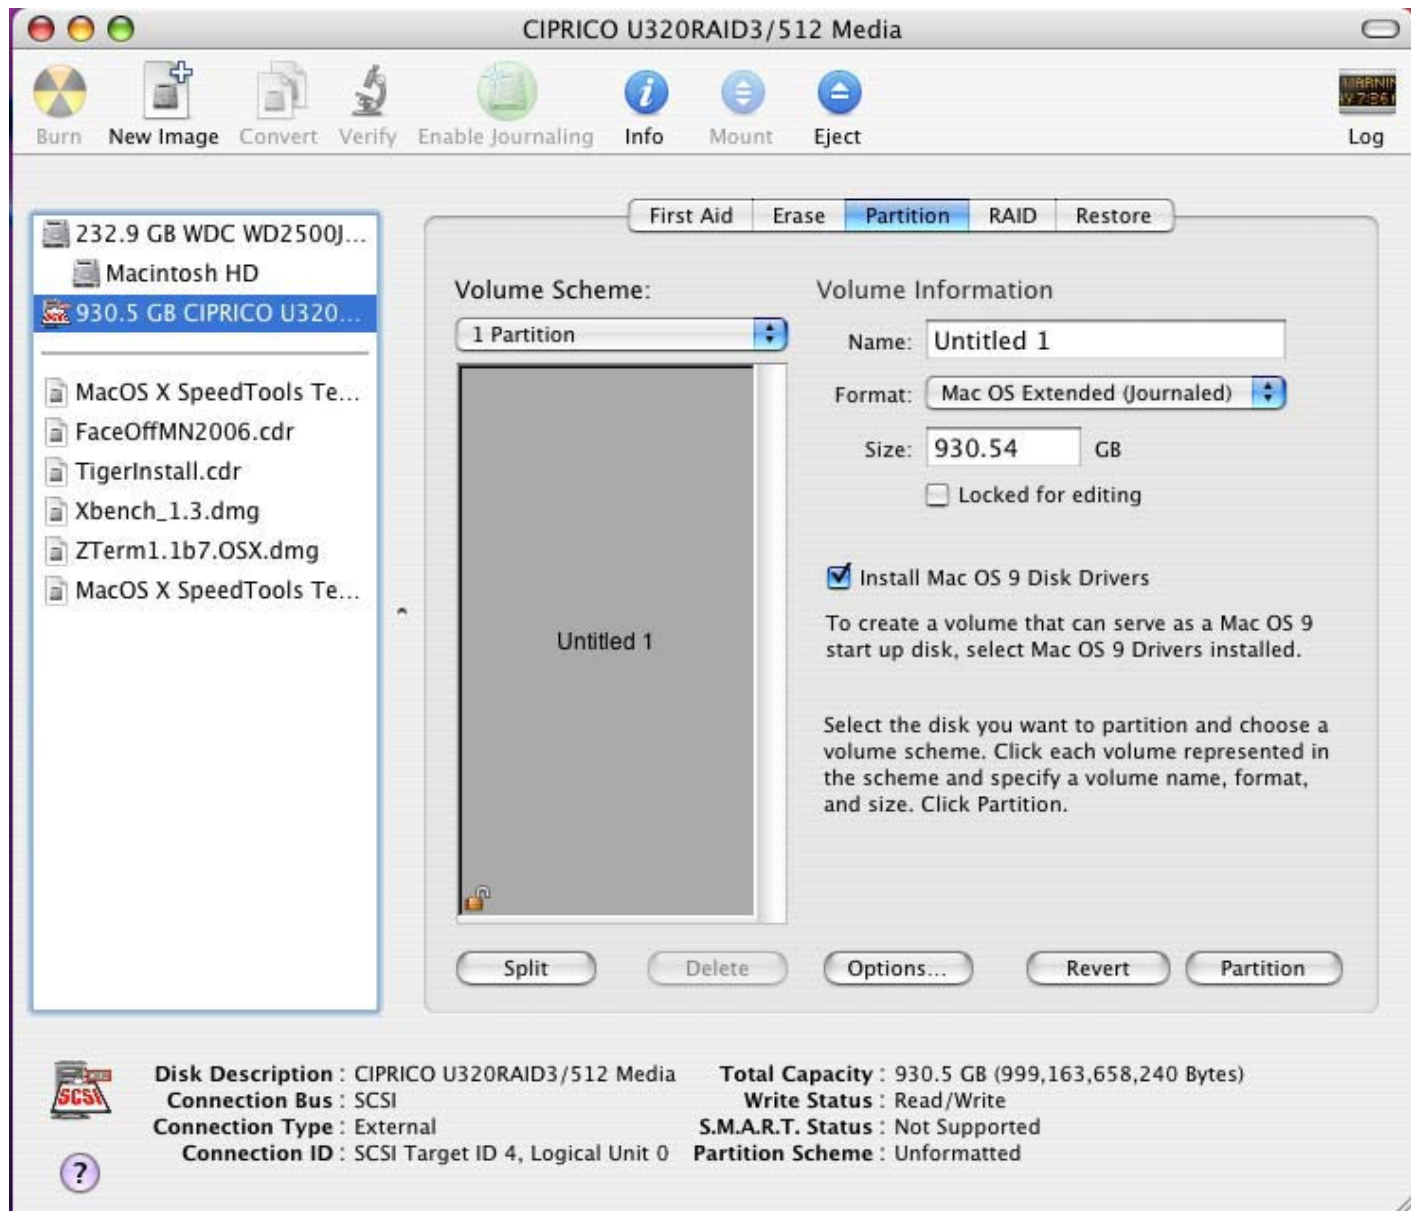 CIPRICO U320RAID3/512 Media
Burn New Image Convert Verify Enable Journaling Info Mount Eject Log
First Aid Erase Partition RAID Restore
232.9 GB WDC WD2500J...
Macintosh HD
930.5 GB CIPRICO U320...
MacOS X SpeedTools Te...
FaceOffMN2006.cdr
TigerInstall.cdr
Xbench_1.3.dmg
ZTerm1.1b7.OSX.dmg
MacOS X SpeedTools Te...
Volume Scheme:
1 Partition
Untitled 1
Volume Information
Name: Untitled 1
Format: Mac OS Extended (Journaled)
Size: 930.54 GB
Locked for editing
Install Mac OS 9 Disk Drivers
To create a volume that can serve as a Mac OS 9
start up disk, select Mac OS 9 Drivers installed.
Select the disk you want to partition and choose a
volume scheme. Click each volume represented in
the scheme and specify a volume name, format,
and size. Click Partition.
Split Delete Options... Revert Partition
SCSI
Disk Description : CIPRICO U320RAID3/512 Media
Connection Bus : SCSI
Connection Type : External
Connection ID : SCSI Target ID 4, Logical Unit 0
Total Capacity : 930.5 GB (999,163,658,240 Bytes)
Write Status : Read/Write
S.M.A.R.T. Status : Not Supported
Partition Scheme : Unformatted
?